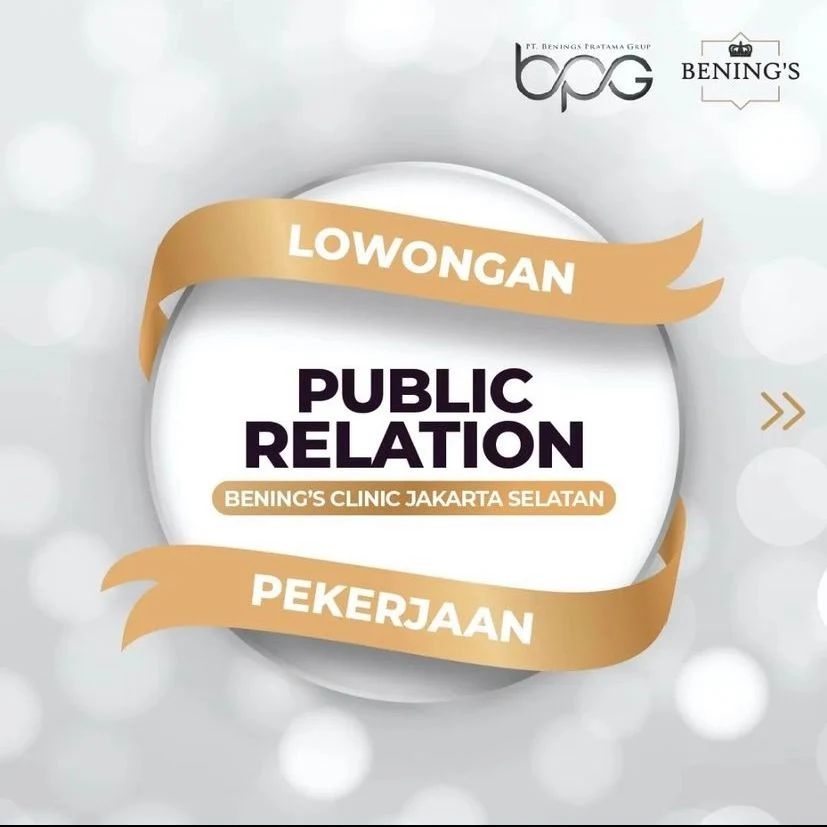 PT. BENINGS PRATAMA GRUP
bpg
BENING'S
LOWONGAN
PUBLIC
RELATION
BENING'S CLINIC JAKARTA SELATAN
PEKERJAAN